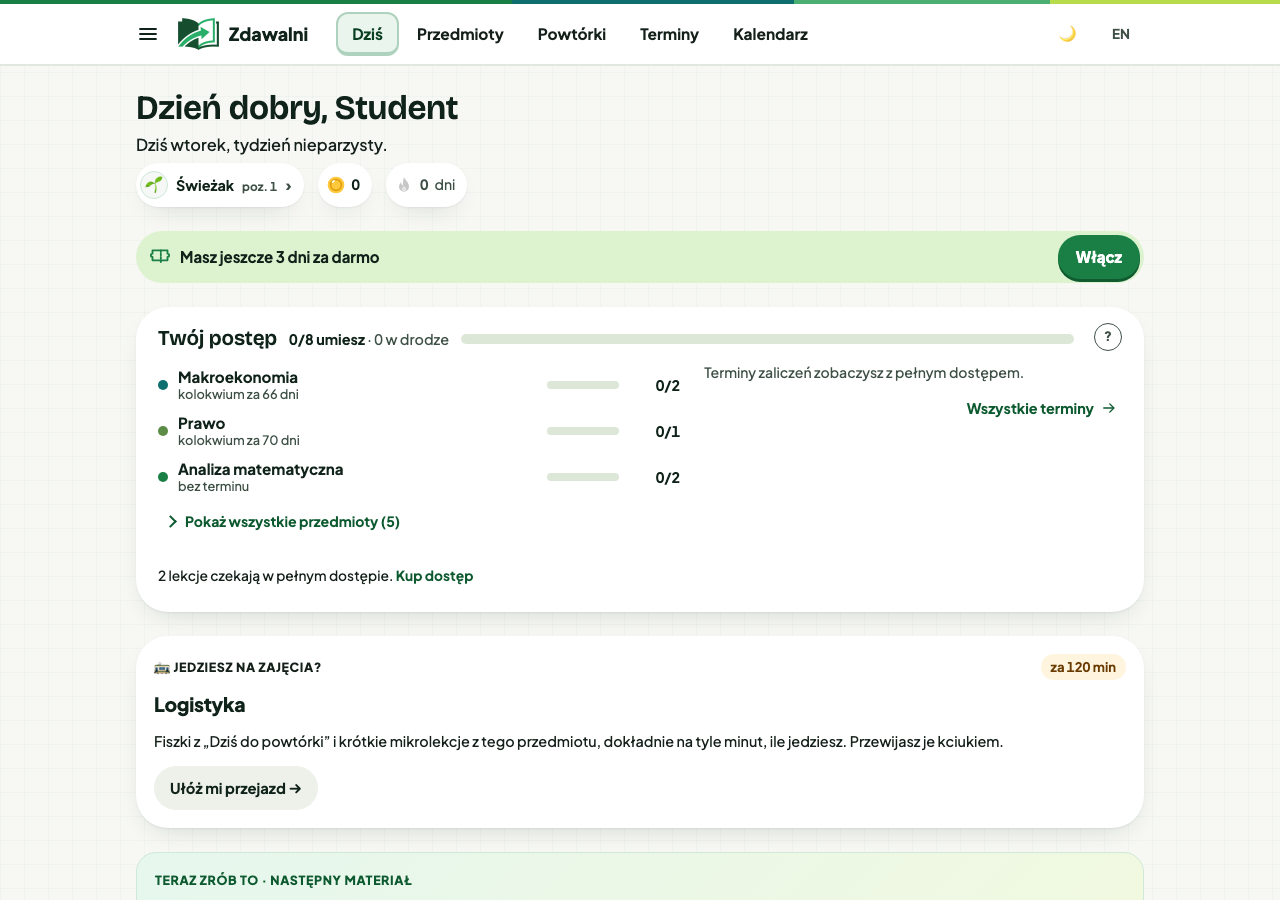 Zdawalni
Dziś
Przedmioty
Powtórki
Terminy
Kalendarz
EN
Dzień dobry, Student
Dziś wtorek, tydzień nieparzysty.
Świeżak poz. 1 ›
0
0 dni
Masz jeszcze 3 dni za darmo
Włącz
Twój postęp 0/8 umiesz · 0 w drodze
?
Makroekonomia
kolokwium za 66 dni
0/2
Prawo
kolokwium za 70 dni
0/1
Analiza matematyczna
bez terminu
0/2
Pokaż wszystkie przedmioty (5)
Terminy zaliczeń zobaczysz z pełnym dostępem.
Wszystkie terminy →
2 lekcje czekają w pełnym dostępie. Kup dostęp
JEDZIESZ NA ZAJĘCIA?
za 120 min
Logistyka
Fiszki z „Dziś do powtórki” i krótkie mikrolekcje z tego przedmiotu, dokładnie na tyle minut, ile jedziesz. Przewijasz je kciukiem.
Ułóż mi przejazd →
TERAZ ZRÓB TO · NASTĘPNY MATERIAŁ